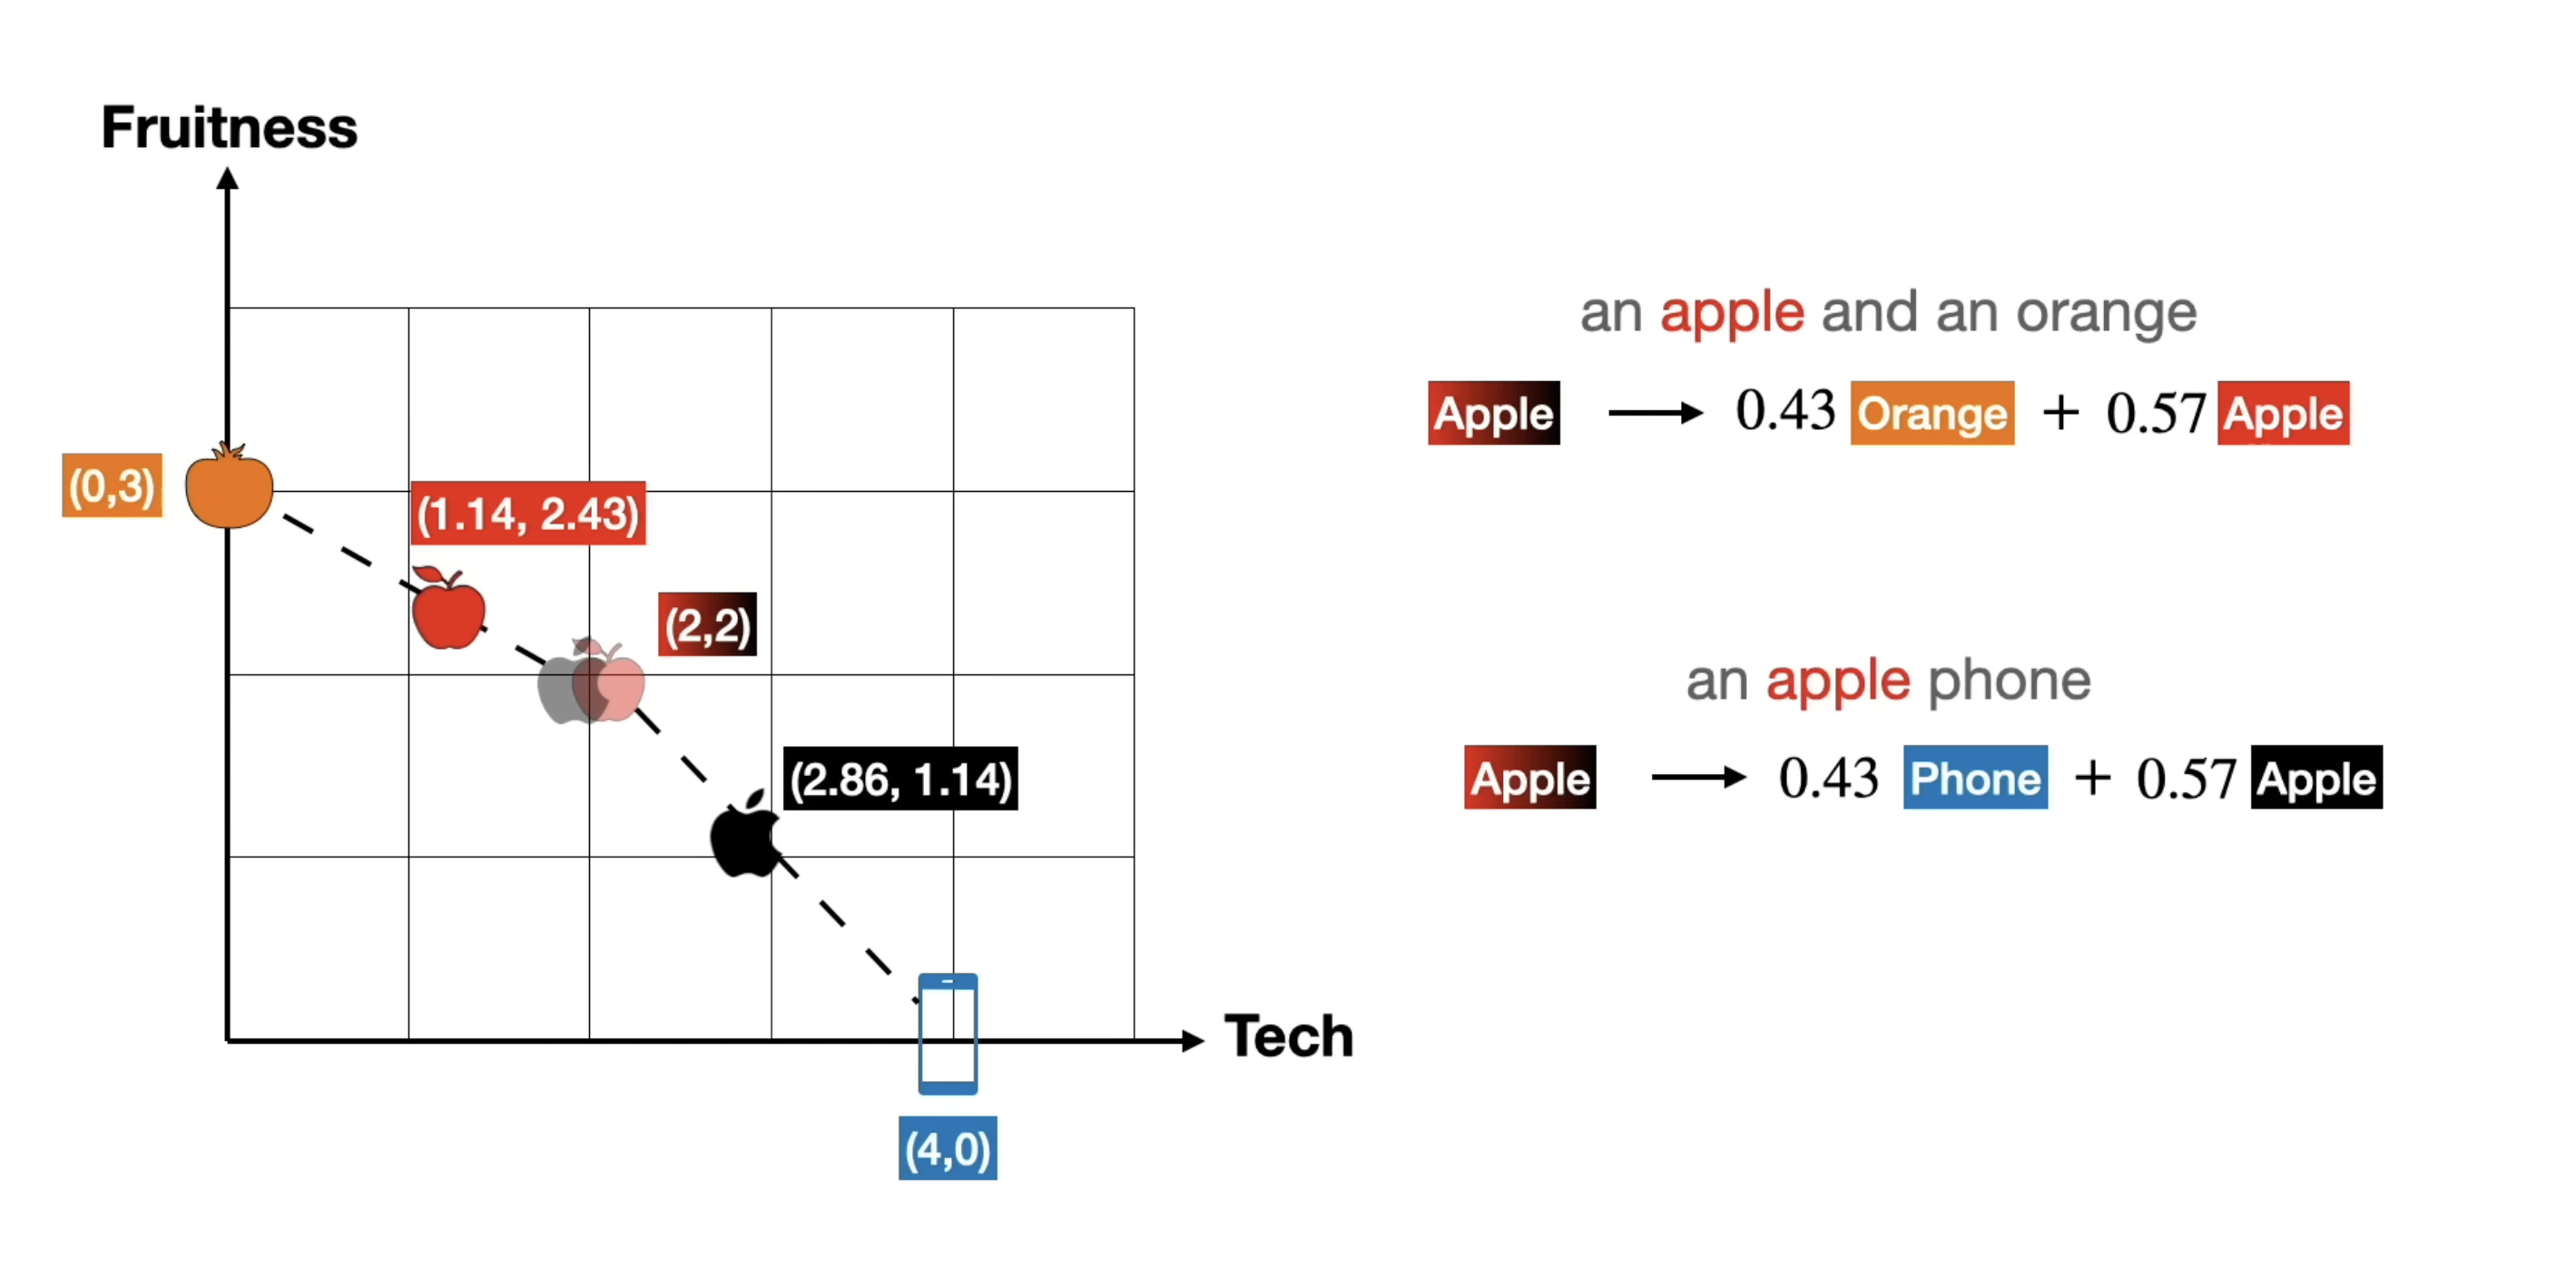 Fruitness
(0,3)
(1.14, 2.43)
(2,2)
(2.86, 1.14)
Tech
(4,0)
an apple and an orange
Apple → 0.43 Orange + 0.57 Apple
an apple phone
Apple → 0.43 Phone + 0.57 Apple